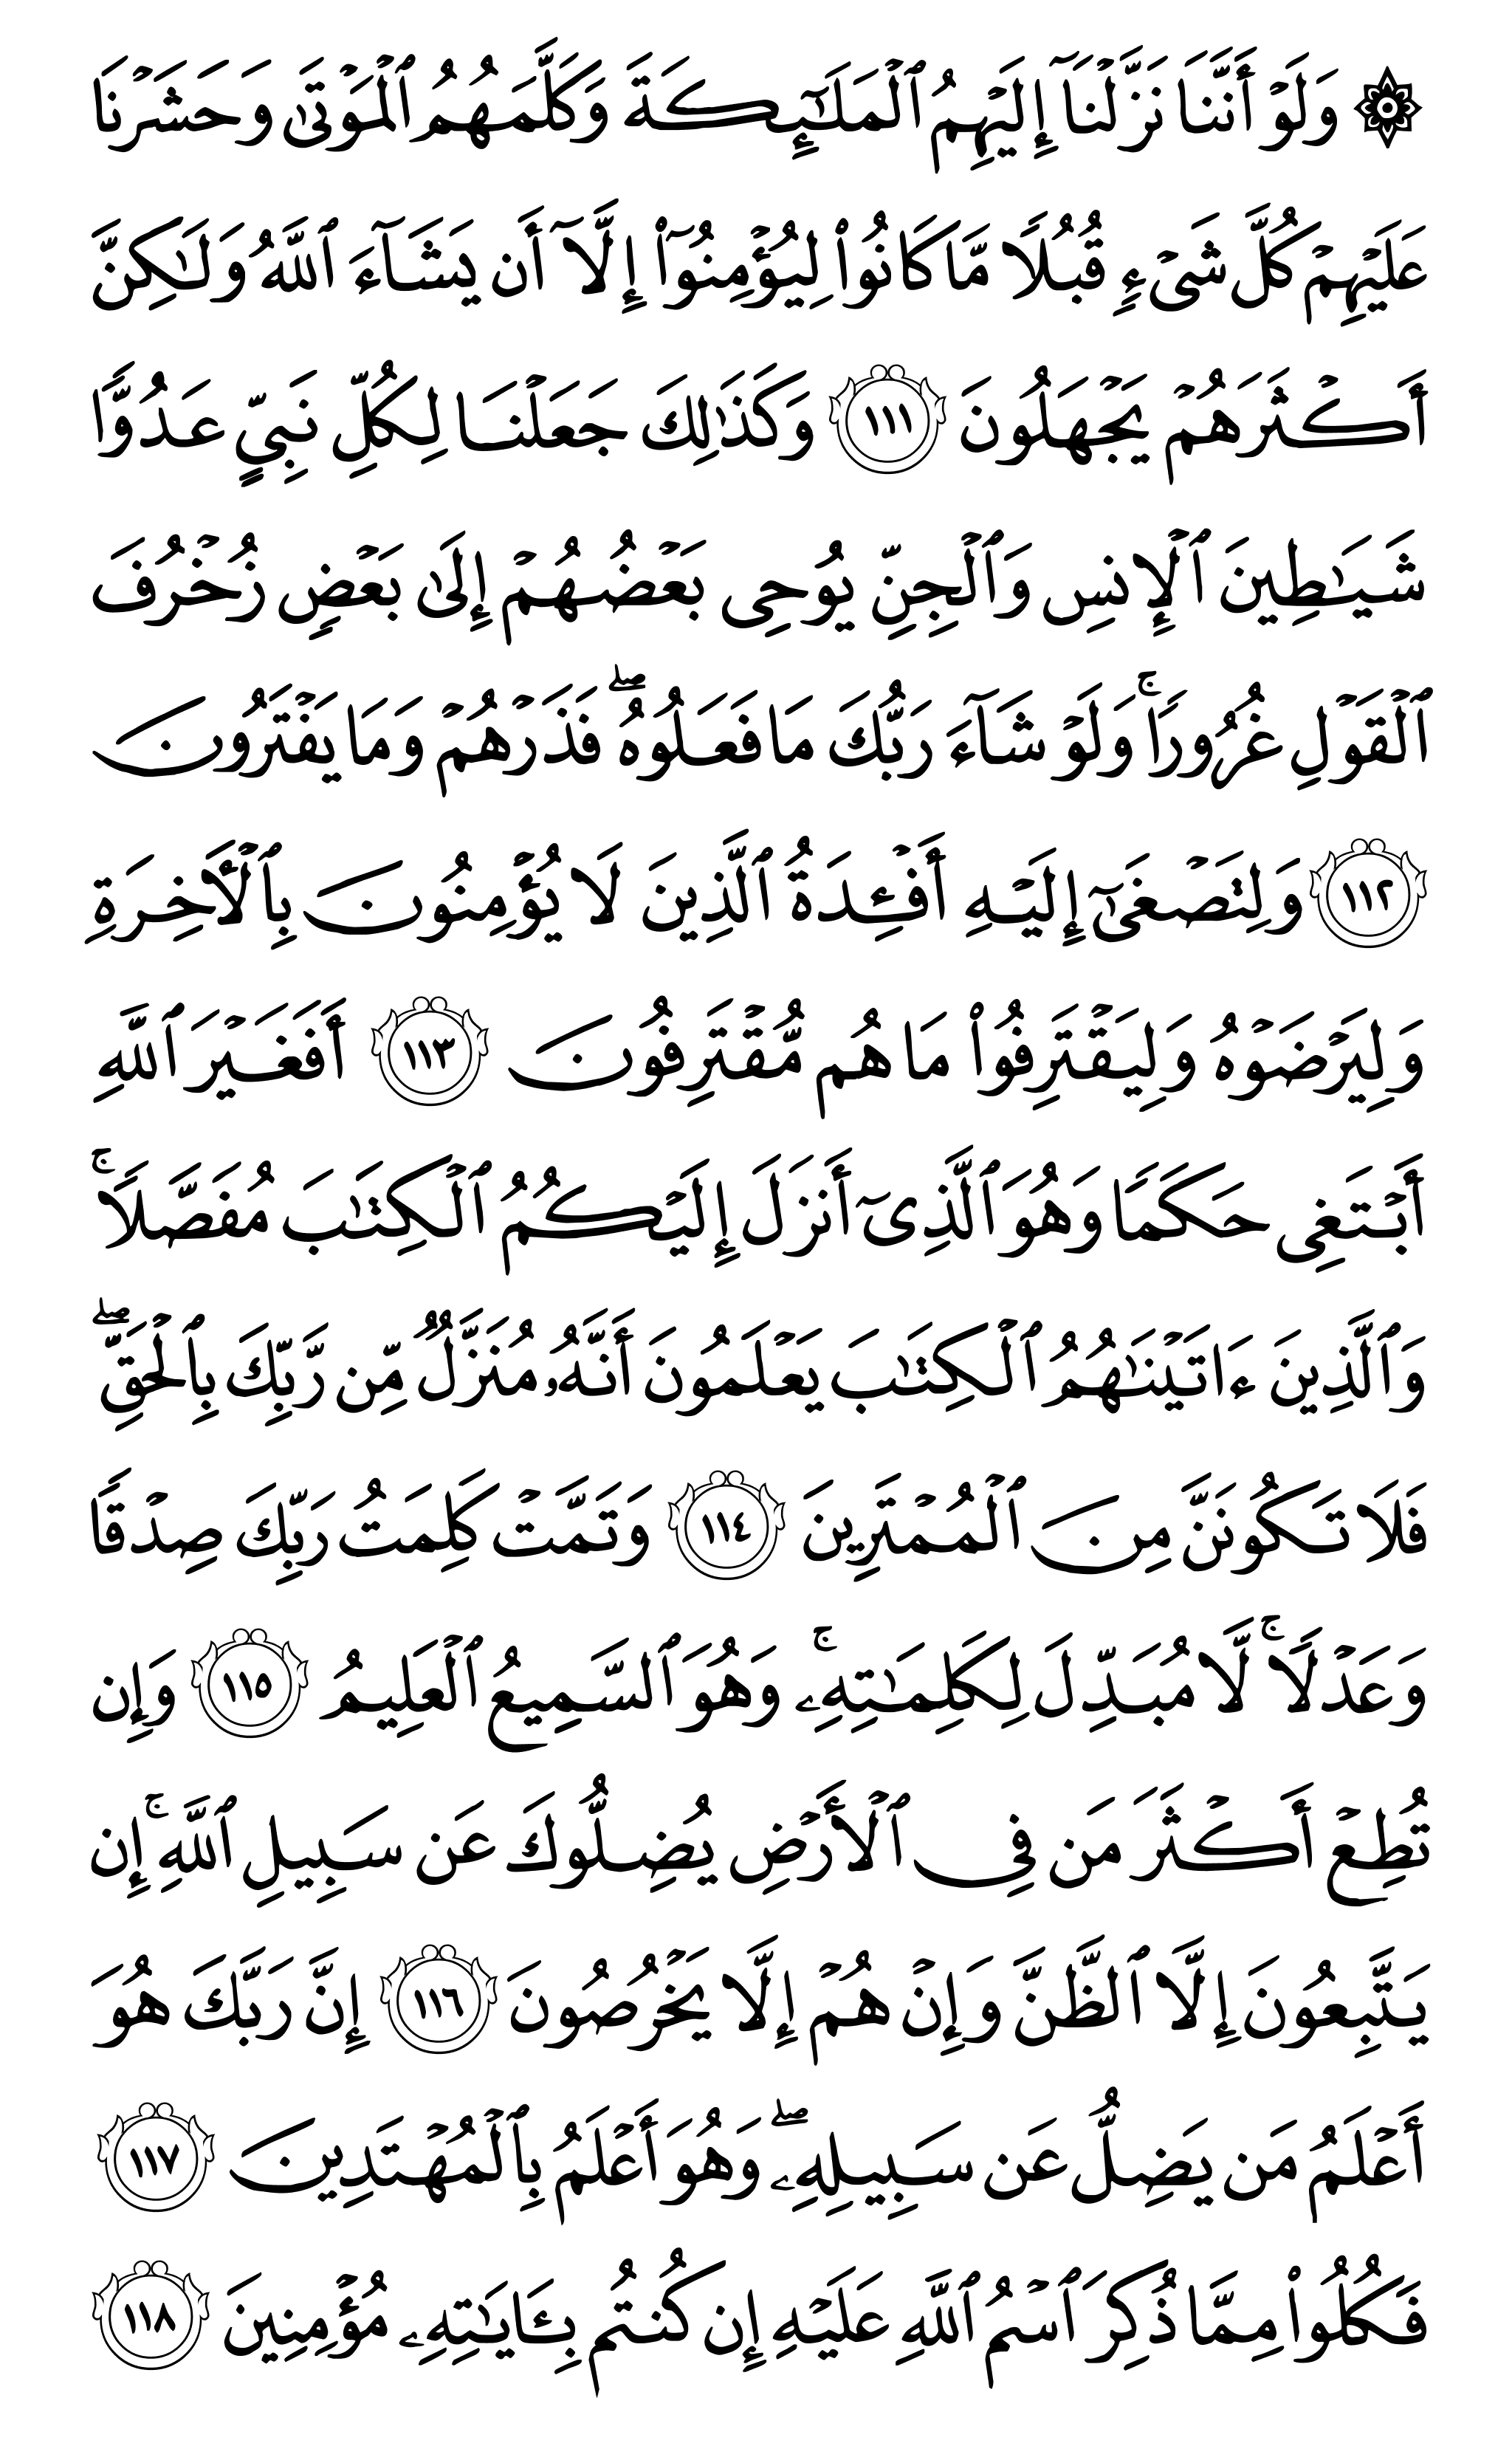 ۞ وَلَوْ أَنَّنَا نَزَّلْنَآ إِلَيْهِمُ ٱلْمَلَٰٓئِكَةَ وَكَلَّمَهُمُ ٱلْمَوْتَىٰ وَحَشَرْنَا
عَلَيْهِمْ كُلَّ شَىْءٍ قُبُلًا مَّا كَانُوا۟ لِيُؤْمِنُوٓا۟ إِلَّآ أَن يَشَآءَ ٱللَّهُ وَلَٰكِنَّ
أَكْثَرَهُمْ يَجْهَلُونَ ١١١ وَكَذَٰلِكَ جَعَلْنَا لِكُلِّ نَبِىٍّ عَدُوًّا
شَيَٰطِينَ ٱلْإِنسِ وَٱلْجِنِّ يُوحِى بَعْضُهُمْ إِلَىٰ بَعْضٍ زُخْرُفَ
ٱلْقَوْلِ غُرُورًا ۚ وَلَوْ شَآءَ رَبُّكَ مَا فَعَلُوهُ ۖ فَذَرْهُمْ وَمَا يَفْتَرُونَ
١١٢ وَلِتَصْغَىٰٓ إِلَيْهِ أَفْـِٔدَةُ ٱلَّذِينَ لَا يُؤْمِنُونَ بِٱلْأَخِرَةِ
وَلِيَرْضَوْهُ وَلِيَقْتَرِفُوا۟ مَا هُم مُّقْتَرِفُونَ ١١٣ أَفَغَيْرَ ٱللَّهِ
أَبْتَغِى حَكَمًا وَهُوَ ٱلَّذِىٓ أَنزَلَ إِلَيْكُمُ ٱلْكِتَٰبَ مُفَصَّلًا ۚ
وَٱلَّذِينَ ءَاتَيْنَٰهُمُ ٱلْكِتَٰبَ يَعْلَمُونَ أَنَّهُۥ مُنَزَّلٌ مِّن رَّبِّكَ بِٱلْحَقِّ ۖ
فَلَا تَكُونَنَّ مِنَ ٱلْمُمْتَرِينَ ١١٤ وَتَمَّتْ كَلِمَتُ رَبِّكَ صِدْقًا
وَعَدْلًا ۚ لَّا مُبَدِّلَ لِكَلِمَٰتِهِۦ ۚ وَهُوَ ٱلسَّمِيعُ ٱلْعَلِيمُ ١١٥ وَإِن
تُطِعْ أَكْثَرَ مَن فِى ٱلْأَرْضِ يُضِلُّوكَ عَن سَبِيلِ ٱللَّهِ ۚ إِن
يَتَّبِعُونَ إِلَّا ٱلظَّنَّ وَإِنْ هُمْ إِلَّا يَخْرُصُونَ ١١٦ إِنَّ رَبَّكَ هُوَ
أَعْلَمُ مَن يَضِلُّ عَن سَبِيلِهِۦ ۖ وَهُوَ أَعْلَمُ بِٱلْمُهْتَدِينَ ١١٧
فَكُلُوا۟ مِمَّا ذُكِرَ ٱسْمُ ٱللَّهِ عَلَيْهِ إِن كُنتُم بِـَٔايَٰتِهِۦ مُؤْمِنِينَ ١١٨